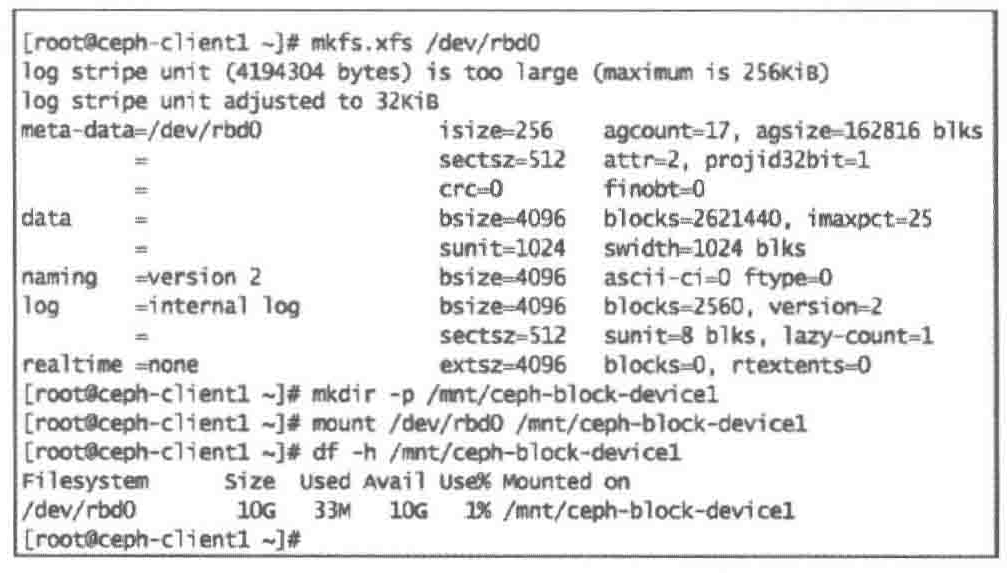 [root@ceph-client1 ~]# mkfs.xfs /dev/rbd0
log stripe unit (4194304 bytes) is too large (maximum is 256KiB)
log stripe unit adjusted to 32KiB
meta-data=/dev/rbd0 isize=256 agcount=17, agsize=162816 blks
= sectsz=512 attr=2, projid32bit=1
= crc=0 finobt=0
data = bsize=4096 blocks=2621440, imaxpct=25
= sunit=1024 swidth=1024 blks
naming =version 2 bsize=4096 ascii-ci=0 ftype=0
log =internal log bsize=4096 blocks=2560, version=2
= sectsz=512 sunit=8 blks, lazy-count=1
realtime =none extsz=4096 blocks=0, rtextents=0
[root@ceph-client1 ~]# mkdir -p /mnt/ceph-block-device1
[root@ceph-client1 ~]# mount /dev/rbd0 /mnt/ceph-block-device1
[root@ceph-client1 ~]# df -h /mnt/ceph-block-device1
Filesystem Size Used Avail Use% Mounted on
/dev/rbd0 10G 33M 10G 1% /mnt/ceph-block-device1
[root@ceph-client1 ~]#